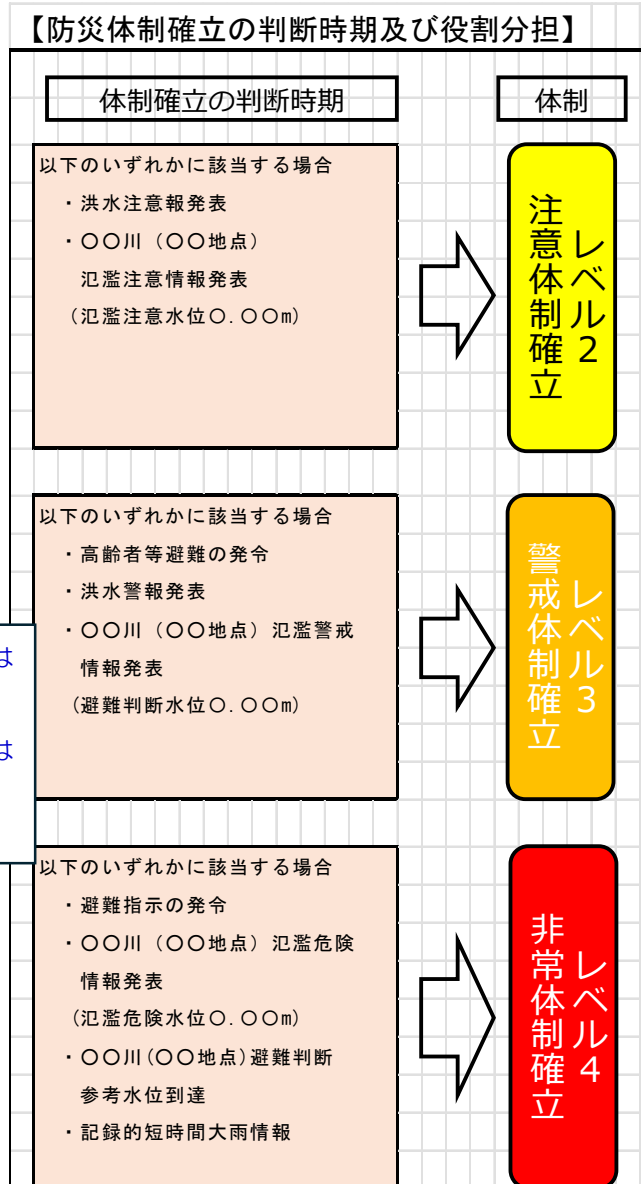 【防災体制確立の判断時期及び役割分担】
体制確立の判断時期
体制
以下のいずれかに該当する場合
・洪水注意報発表
・〇〇川（〇〇地点）
氾濫注意情報発表
（氾濫注意水位〇.〇〇m）
レベル２
注意体制確立
以下のいずれかに該当する場合
・高齢者等避難の発令
・洪水警報発表
・〇〇川（〇〇地点）氾濫警戒
情報発表
（避難判断水位〇.〇〇m）
レベル３
警戒体制確立
は
は
以下のいずれかに該当する場合
・避難指示の発令
・〇〇川（〇〇地点）氾濫危険
情報発表
（氾濫危険水位〇.〇〇m）
・〇〇川(〇〇地点)避難判断
参考水位到達
・記録的短時間大雨情報
レベル４
非常体制確立